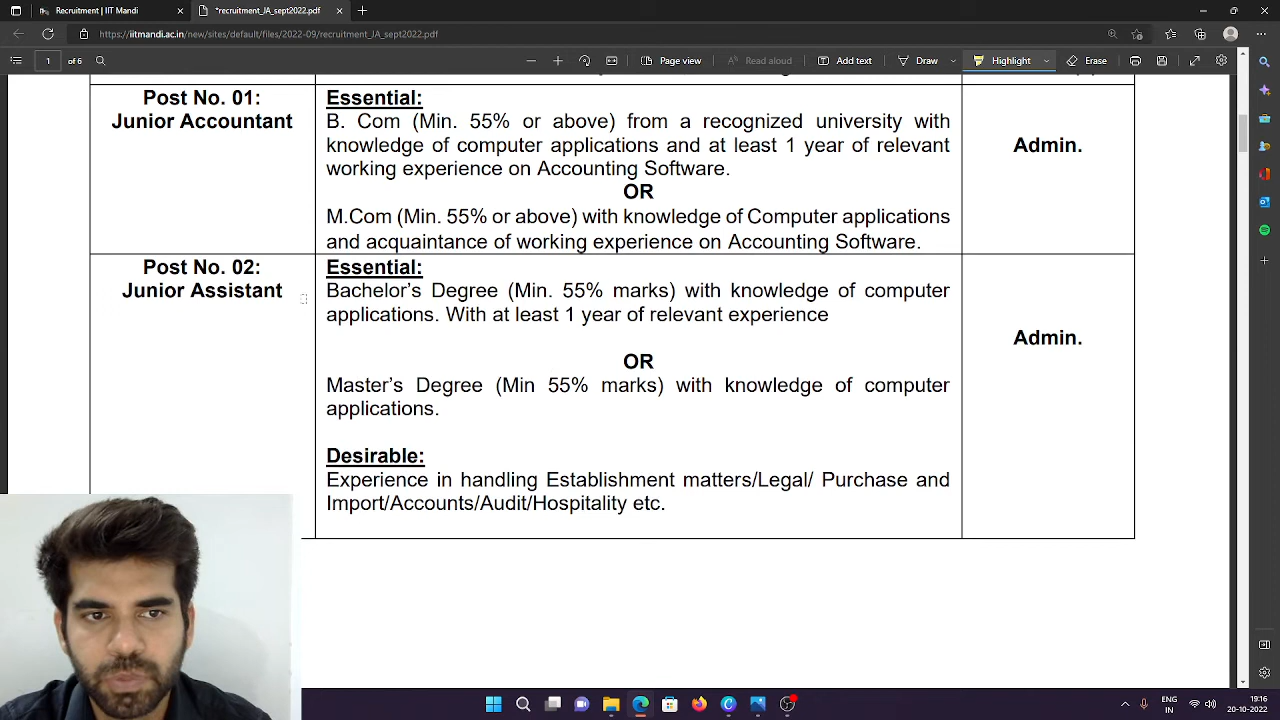 Recruitment | IIT Mandi
*recruitment_JA_sept2022.pdf
https://iitmandi.ac.in/new/sites/default/files/2022-09/recruitment_JA_sept2022.pdf
1 of 6
Page view
Read aloud
Add text
Draw
Highlight
Erase
Post No. 01:
Junior Accountant
Essential:
B. Com (Min. 55% or above) from a recognized university with
knowledge of computer applications and at least 1 year of relevant
working experience on Accounting Software.
OR
M.Com (Min. 55% or above) with knowledge of Computer applications
and acquaintance of working experience on Accounting Software.
Admin.
Post No. 02:
Junior Assistant
Essential:
Bachelor's Degree (Min. 55% marks) with knowledge of computer
applications. With at least 1 year of relevant experience
OR
Master's Degree (Min 55% marks) with knowledge of computer
applications.
Desirable:
Experience in handling Establishment matters/Legal/ Purchase and
Import/Accounts/Audit/Hospitality etc.
Admin.
ENG
IN
19:16
20-10-2022